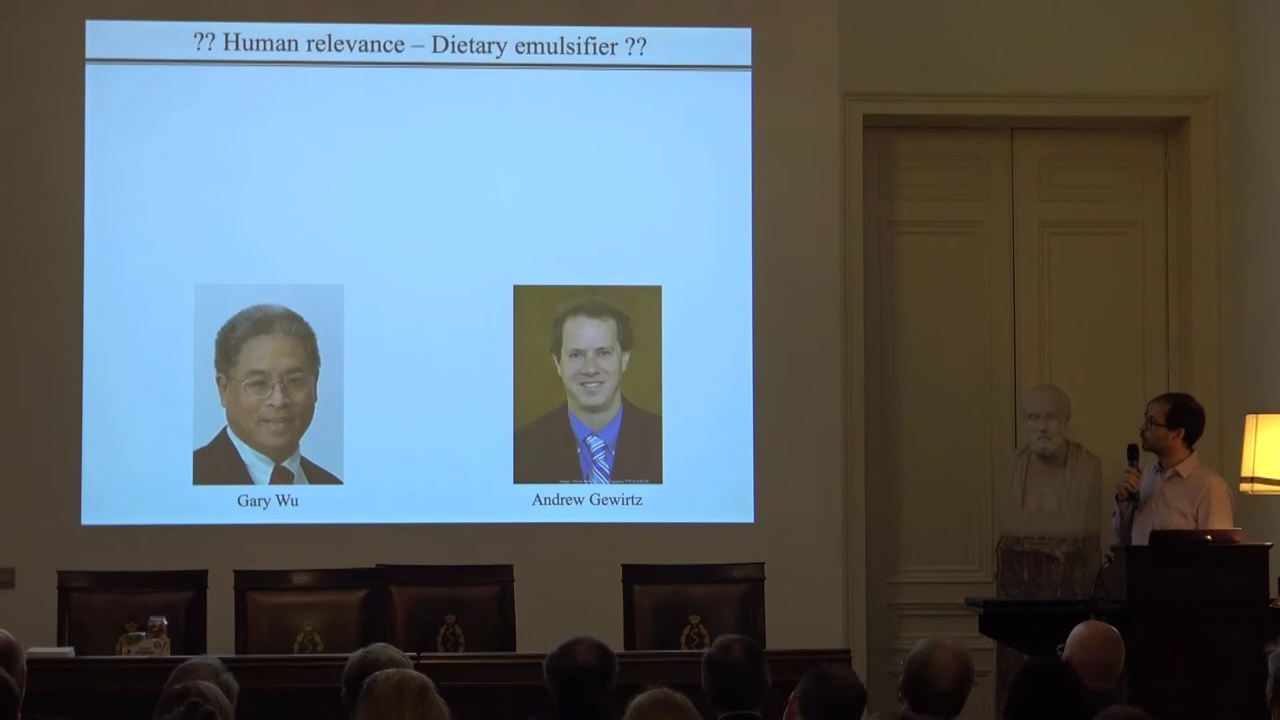 ?? Human relevance – Dietary emulsifier ??
Gary Wu
Andrew Gewirtz